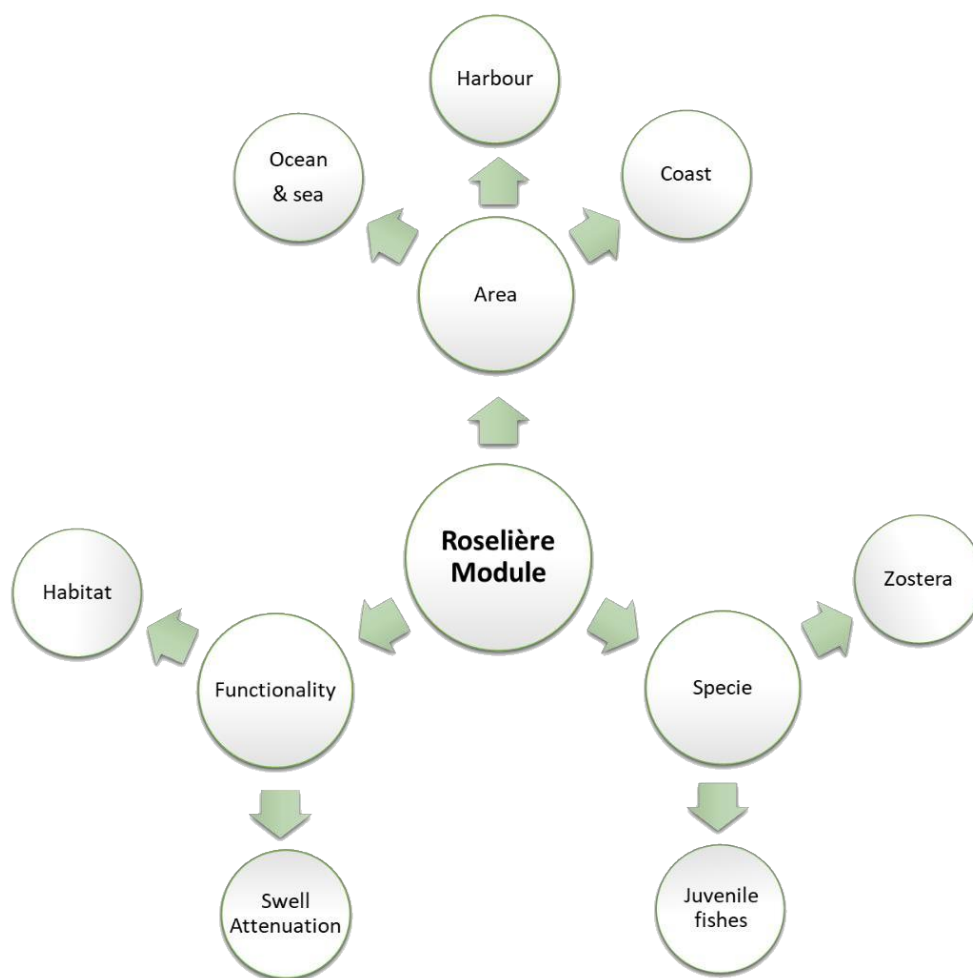 Harbour
Ocean
& sea
Coast
Area
Roselière
Module
Habitat
Zostera
Functionality
Specie
Swell
Attenuation
Juvenile
fishes